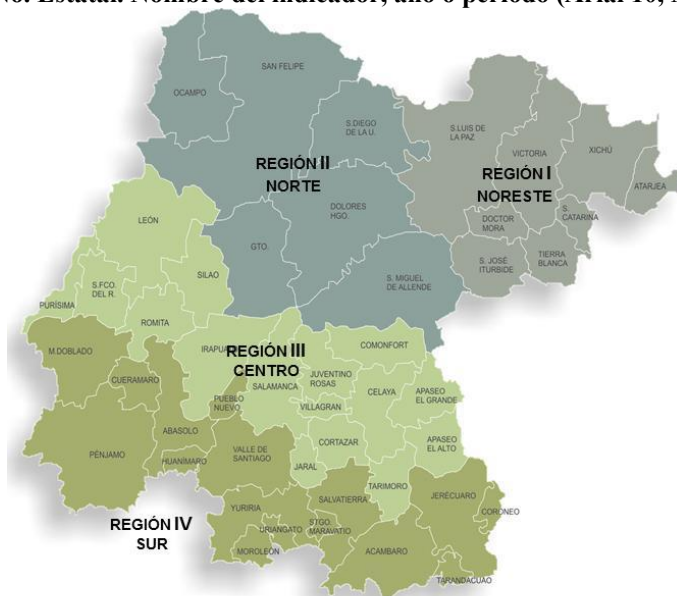 No. Estatal. Nombre del indicador, año o periodo (Arial 10, N
SAN FELIPE
OCAMPO
S.DIEGO
DE LA U.
S.LUIS DE
LA PAZ
VICTORIA
XICHÚ
REGIÓN II
NORTE
REGIÓN I
NORESTE
ATARJEA
DOLORES
HGO.
S.
CATARINA
LEÓN
DOCTOR
MORA
GTO.
TIERRA
BLANCA
S. JOSÉ
ITURBIDE
SILAO
S. MIGUEL
DE ALLENDE
S.FCO.
DEL R.
PURÍSIMA
ROMITA
COMONFORT
M.DOBLADO
IRAPUA
REGIÓN III
CENTRO
JUVENTINO
ROSAS
CUERAMARO
SALAMANCA
CELAYA
APASEO
EL GRANDE
PUEBLO
NUEVO
VILLAGRAN
ABASOLO
CORTAZAR
APASEO
EL ALTO
PÉNJAMO
VALLE DE
SANTIAGO
HUANÍMARO
JARAL
TARIMORO
SALVATIERRA
JERECUARO
YURIRIA
CORONEO
REGIÓN IV
SUR
URIANGATO
STGO.
MARAVATIO
MOROLEÓN
ACAMBARO
TARANDACUAO